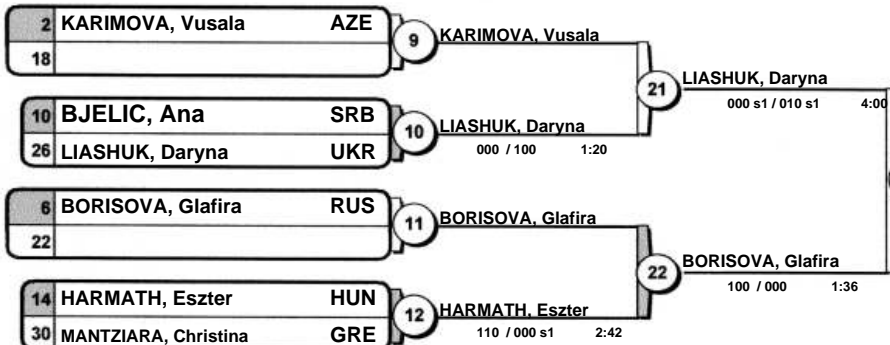 2 KARIMOVA, Vusala AZE
18
9
KARIMOVA, Vusala
10 BJELIC, Ana SRB
26 LIASHUK, Daryna UKR
10
LIASHUK, Daryna
000 / 100 1:20
21
LIASHUK, Daryna
000 s1 / 010 s1 4:00
6 BORISOVA, Glafira RUS
22
11
BORISOVA, Glafira
14 HARMATH, Eszter HUN
30 MANTZIARA, Christina GRE
12
HARMATH, Eszter
110 / 000 s1 2:42
22
BORISOVA, Glafira
100 / 000 1:36